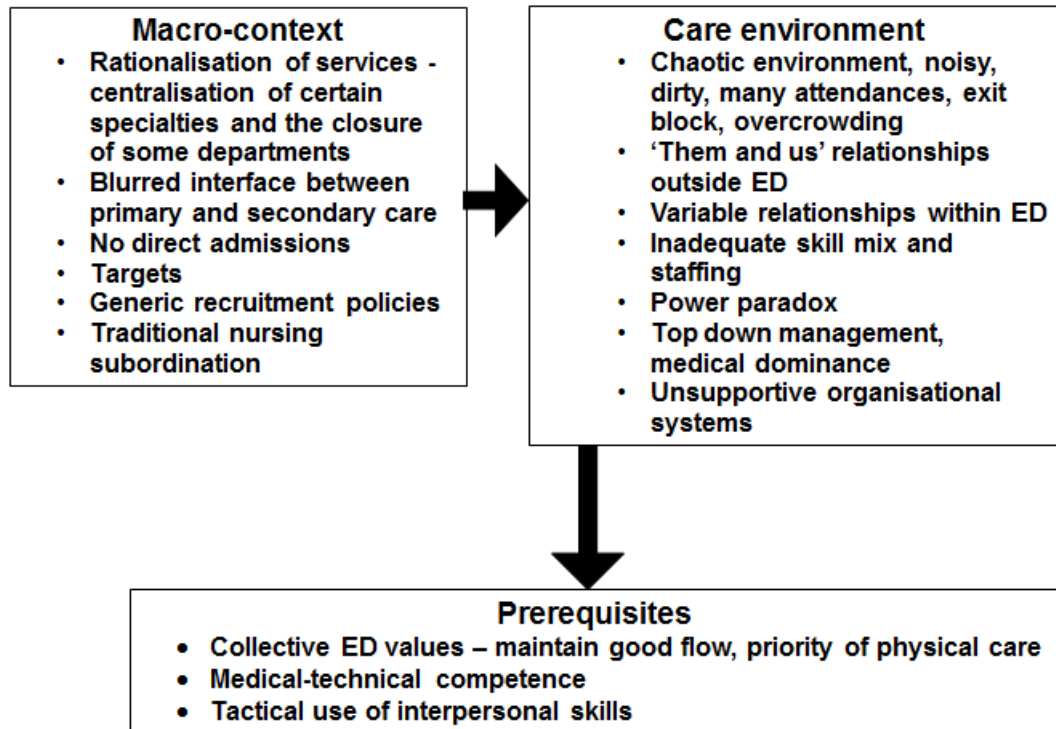 Macro-context
• Rationalisation of services -
centralisation of certain
specialties and the closure
of some departments
• Blurred interface between
primary and secondary care
• No direct admissions
• Targets
• Generic recruitment policies
• Traditional nursing
subordination
Care environment
• Chaotic environment, noisy,
dirty, many attendances, exit
block, overcrowding
• ‘Them and us’ relationships
outside ED
• Variable relationships within ED
• Inadequate skill mix and
staffing
• Power paradox
• Top down management,
medical dominance
• Unsupportive organisational
systems
Prerequisites
• Collective ED values – maintain good flow, priority of physical care
• Medical-technical competence
• Tactical use of interpersonal skills